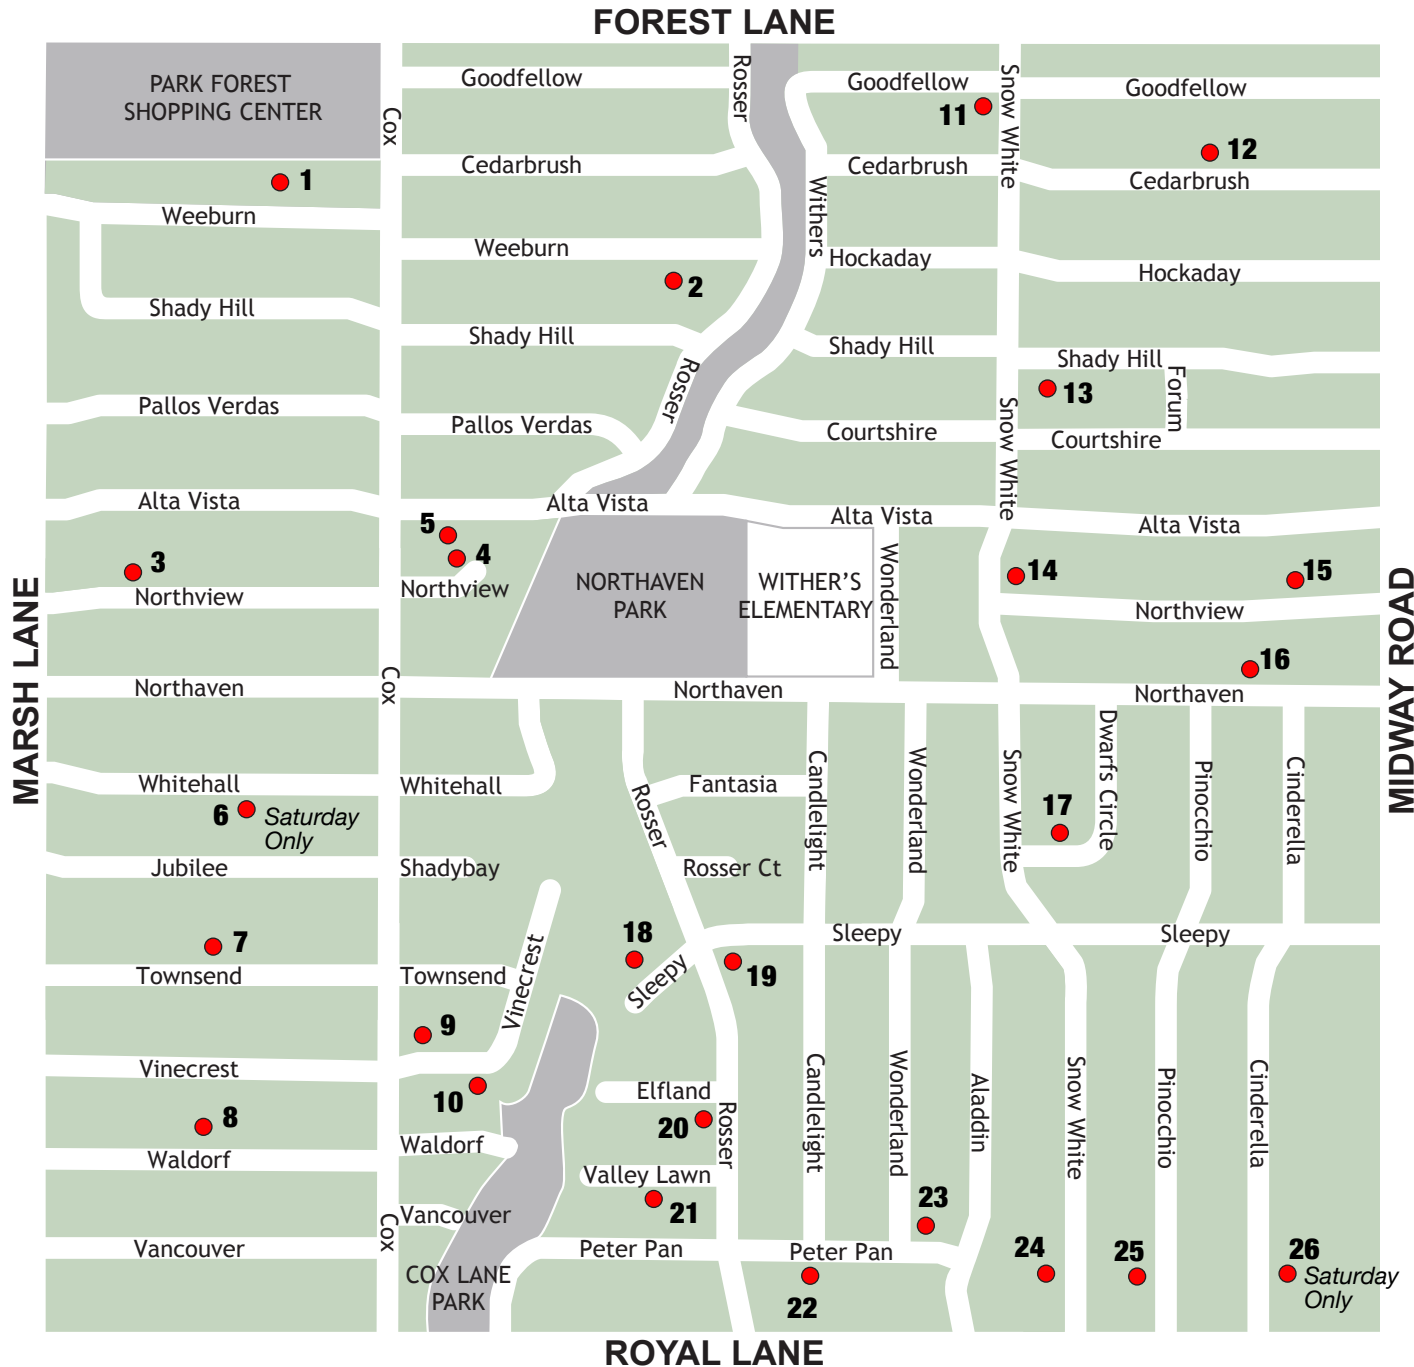 FOREST LANE
PARK FOREST
SHOPPING CENTER
Goodfellow
Rosser
Goodfellow
Snow White
Goodfellow
Cox
11
12
Cedarbrush
Cedarbrush
Cedarbrush
1
Weeburn
Withers
Weeburn
Hockaday
Hockaday
2
Shady Hill
Shady Hill
Shady Hill
Shady Hill
Rosser
13
Forum
Pallos Verdas
Pallos Verdas
Courtshire
Courtshire
Snow White
Alta Vista
Alta Vista
Alta Vista
Alta Vista
5
4
3
Northview
Northview
NORTHAVEN
PARK
WITHER'S
ELEMENTARY
Wonderland
14
15
Northview
16
MARSH LANE
MIDWAY ROAD
Northaven
Cox
Northaven
Northaven
Whitehall
Whitehall
Rosser
Fantasia
Candlelight
Wonderland
Snow White
Dwarfs Circle
Pinocchio
Cinderella
17
6
Saturday
Only
Jubilee
Shadybay
Rosser Ct
7
18
Sleepy
Sleepy
Sleepy
19
Townsend
Townsend
Vinecrest
9
Vinecrest
10
Elfland
20
Rosser
Candlelight
Wonderland
Aladdin
Snow White
Pinocchio
Cinderella
8
Waldorf
Waldorf
Valley Lawn
21
23
Vancouver
Cox
Vancouver
Peter Pan
Peter Pan
24
25
26
Saturday
Only
COX LANE
PARK
22
ROYAL LANE